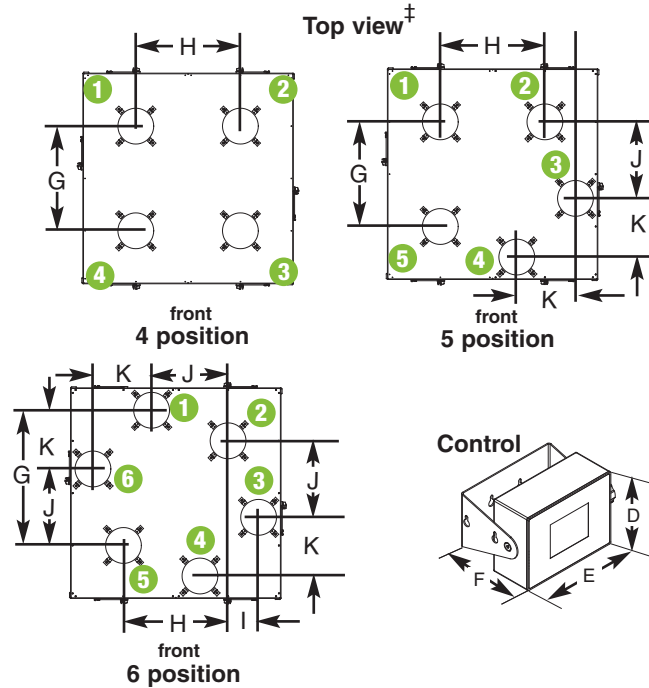 Top view‡
H
1
2
G
4
3
front
4 position
H
1
2
3
J
G
K
5
4
K
front
5 position
K
J
1
2
K
G
6
3
J
J
4
K
5
H
I
front
6 position
Control
D
F
E